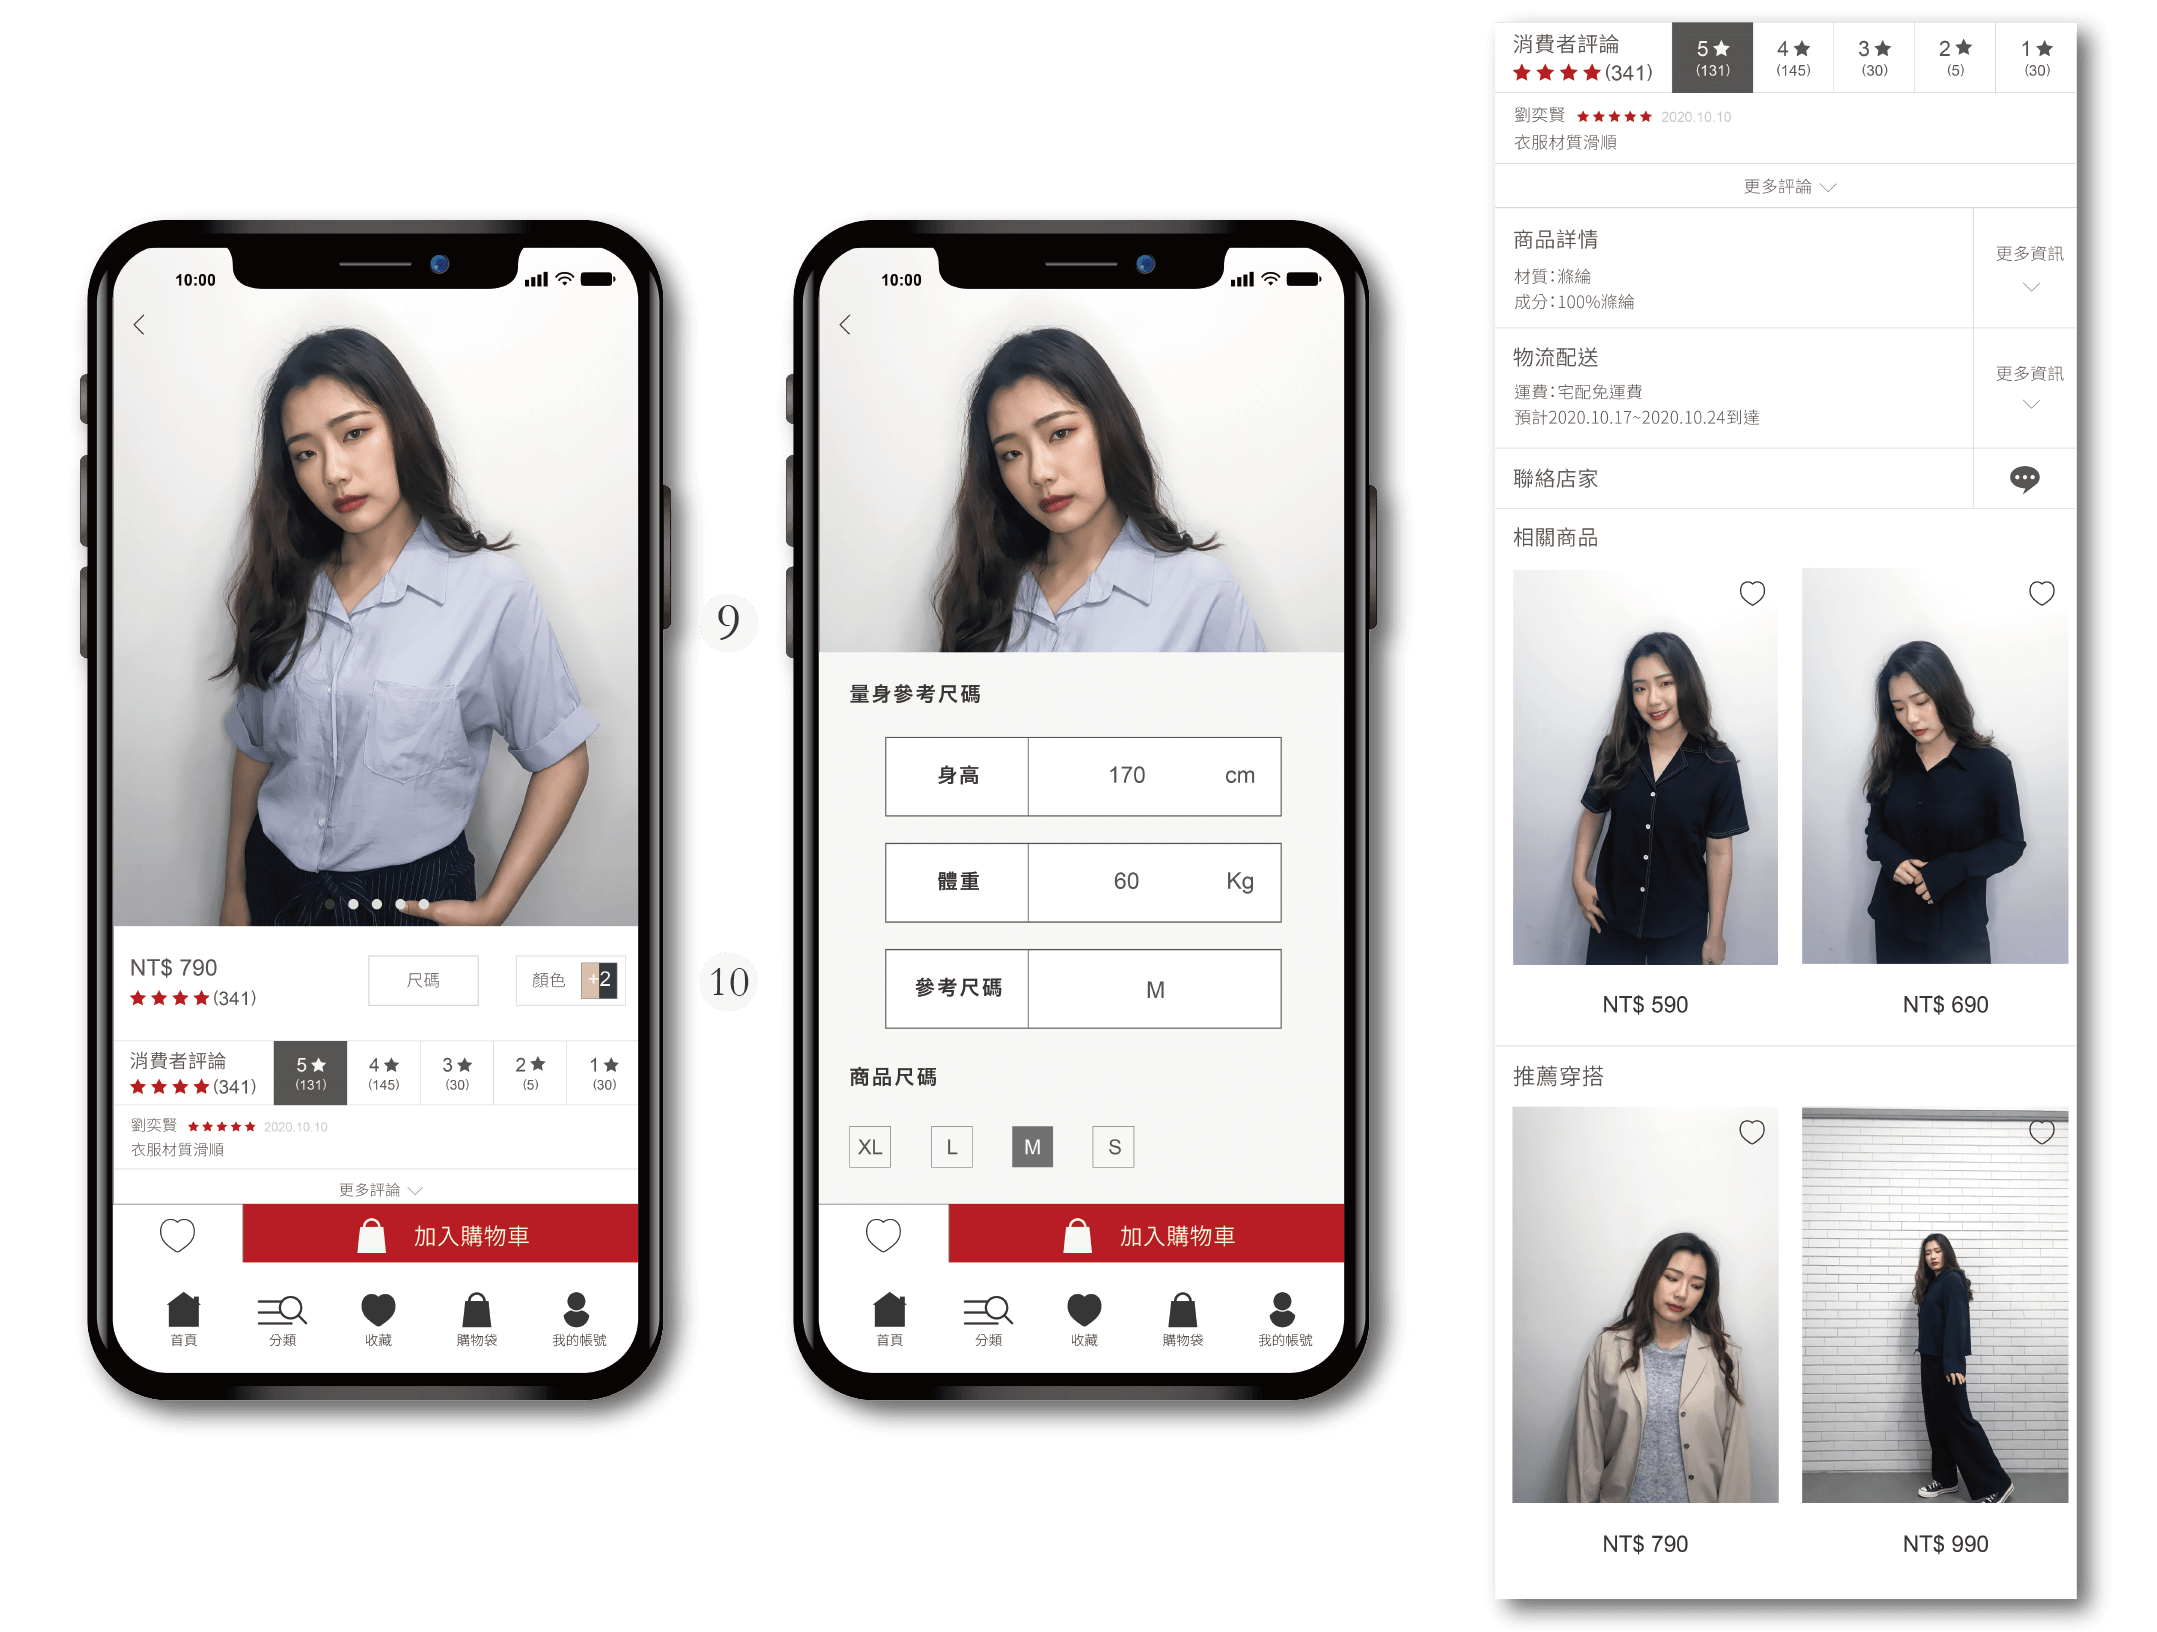 10:00
NT$ 790
(341)
尺碼
顏色
+2
消費者評論
(341)
5
(131)
4
(145)
3
(30)
2
(5)
1
(30)
劉奕賢
2020.10.10
衣服材質滑順
更多評論
加入購物車
首頁
分類
收藏
購物袋
我的帳號
9
10
10:00
量身參考尺碼
身高
170
cm
體重
60
Kg
參考尺碼
M
商品尺碼
XL
L
M
S
加入購物車
首頁
分類
收藏
購物袋
我的帳號
消費者評論
(341)
5
(131)
4
(145)
3
(30)
2
(5)
1
(30)
劉奕賢
2020.10.10
衣服材質滑順
更多評論
商品詳情
材質:滌綸
成分:100%滌綸
更多資訊
物流配送
運費:宅配免運費
預計2020.10.17~2020.10.24到達
更多資訊
聯絡店家
相關商品
NT$ 590
NT$ 690
推薦穿搭
NT$ 790
NT$ 990